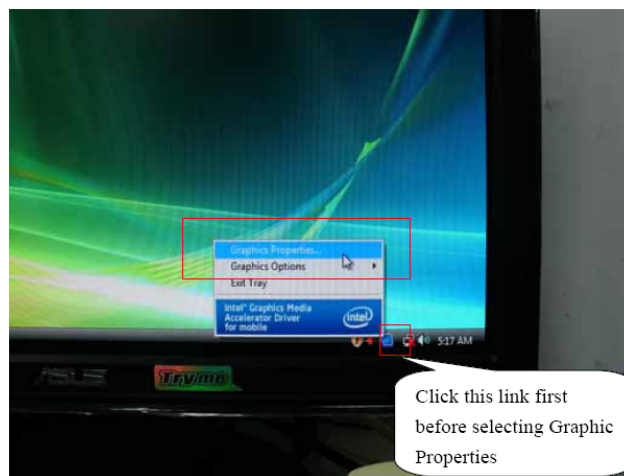 Graphics Properties...
Graphics Options
Exit Tray
Intel® Graphics Media
Accelerator Driver
for mobile
intel
5:17 AM
ASUS
Tryme
Click this link first
before selecting Graphic
Properties